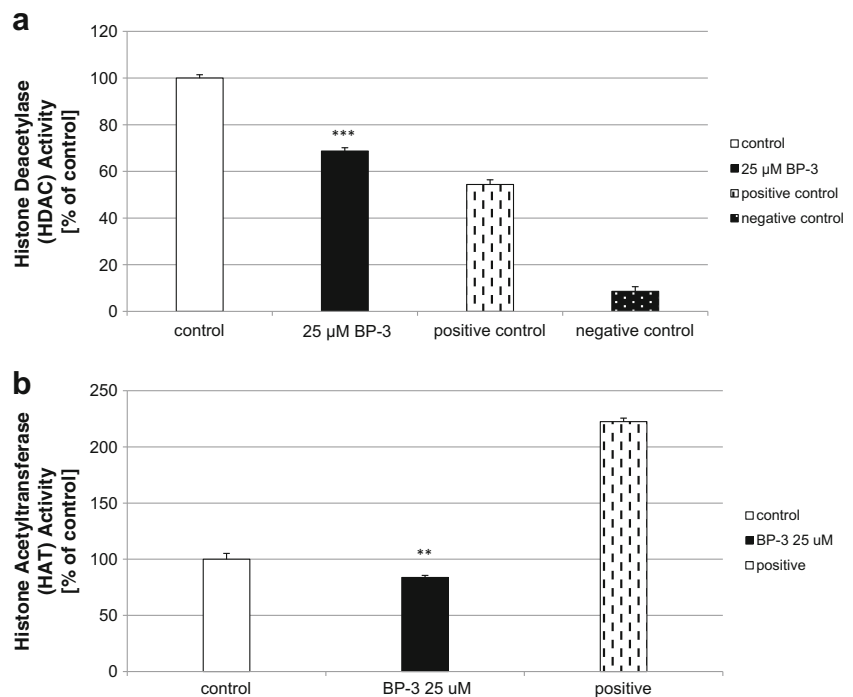 a
Histone Deacetylase
(HDAC) Activity
[% of control]
120
100
80
60
40
20
0
***
control
25 µM BP-3
positive control
negative control
control
25 µM BP-3
positive control
negative control
b
Histone Acetyltransferase
(HAT) Activity
[% of control]
250
200
150
100
50
0
**
control
BP-3 25 uM
positive
control
BP-3 25 uM
positive